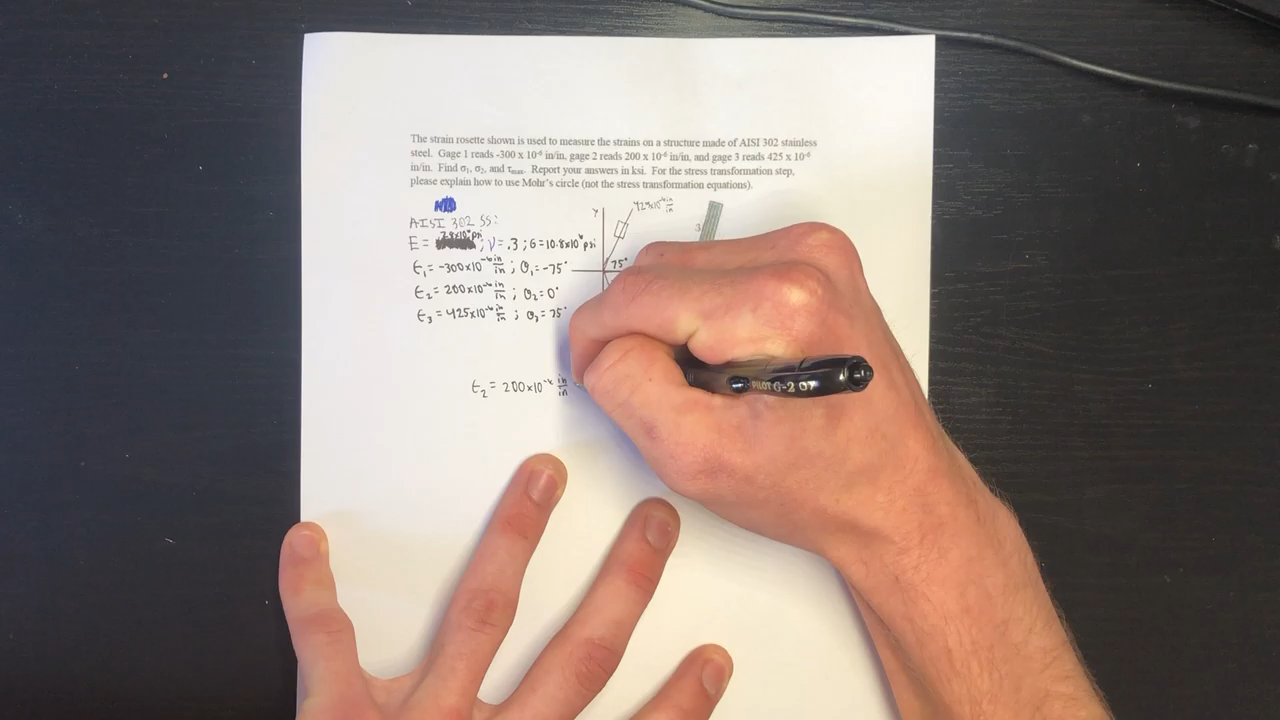 The strain rosette shown is used to measure the strains on a structure made of AISI 302 stainless
steel. Gage 1 reads -300 x 10⁻⁶ in/in, gage 2 reads 200 x 10⁻⁶ in/in, and gage 3 reads 425 x 10⁻⁶
in/in. Find σ₁, σ₂, and τₘₐₓ. Report your answers in ksi. For the stress transformation step,
please explain how to use Mohr's circle (not the stress transformation equations).
AISI 302 SS:
E = x10⁶ psi ; ν = .3 ; G = 10.8x10⁶ psi
ε₁ = -300x10⁻⁶ in/in ; θ₁ = -75°
ε₂ = 200x10⁻⁶ in/in ; θ₂ = 0°
ε₃ = 425x10⁻⁶ in/in ; θ₃ = 75°
y
425x10⁻⁶ in/in
75°
3
ε₂ = 200x10⁻⁶ in/in
PILOT G-2 07